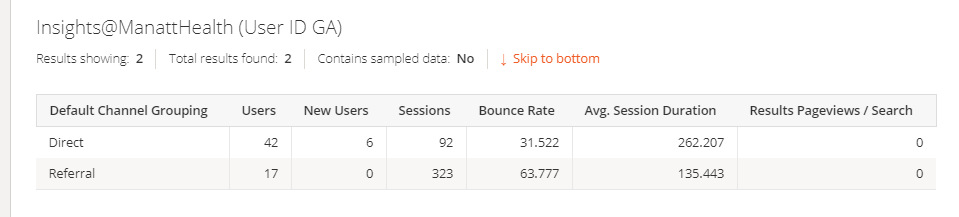 Insights@ManattHealth (User ID GA)
Results showing: 2 Total results found: 2 Contains sampled data: No ↓ Skip to bottom
Default Channel Grouping Users New Users Sessions Bounce Rate Avg. Session Duration Results Pageviews / Search
Direct 42 6 92 31.522 262.207 0
Referral 17 0 323 63.777 135.443 0